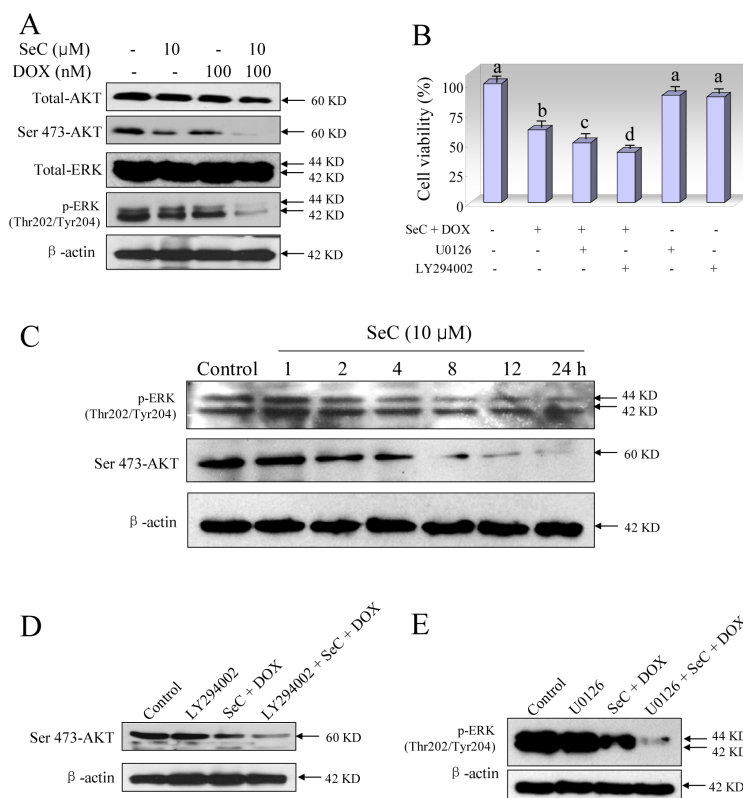 A
SeC (μM) - 10 - 10
DOX (nM) - - 100 100
Total-AKT 60 KD
Ser 473-AKT 60 KD
Total-ERK 44 KD
42 KD
p-ERK 44 KD
(Thr202/Tyr204) 42 KD
β-actin 42 KD
B
Cell viability (%)
100
75
50
25
0
a b c d a a
SeC + DOX - + + + - -
U0126 - - + - + -
LY294002 - - - + - +
C
SeC (10 μM)
Control 1 2 4 8 12 24 h
p-ERK 44 KD
(Thr202/Tyr204) 42 KD
Ser 473-AKT 60 KD
β-actin 42 KD
D
Control LY294002 SeC + DOX LY294002 + SeC + DOX
Ser 473-AKT 60 KD
β-actin 42 KD
E
Control U0126 SeC + DOX U0126 + SeC + DOX
p-ERK 44 KD
(Thr202/Tyr204) 42 KD
β-actin 42 KD